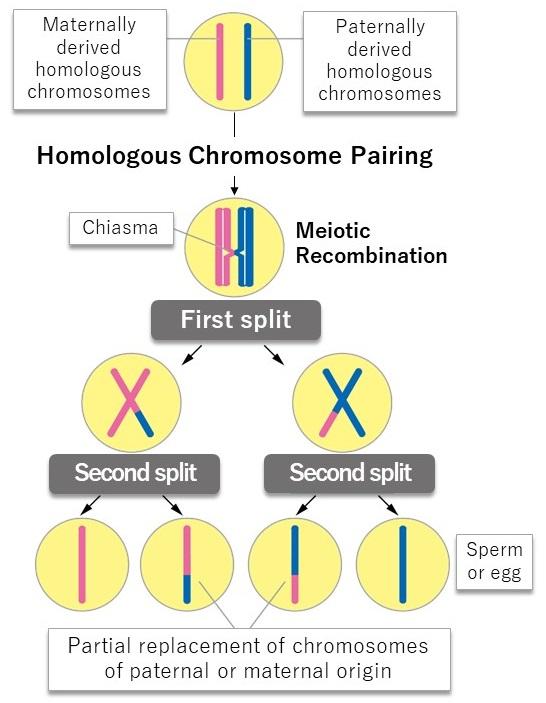 Maternally
derived
homologous
chromosomes
Paternally
derived
homologous
chromosomes
Homologous Chromosome Pairing
Chiasma
Meiotic
Recombination
First split
Second split
Second split
Sperm
or egg
Partial replacement of chromosomes
of paternal or maternal origin